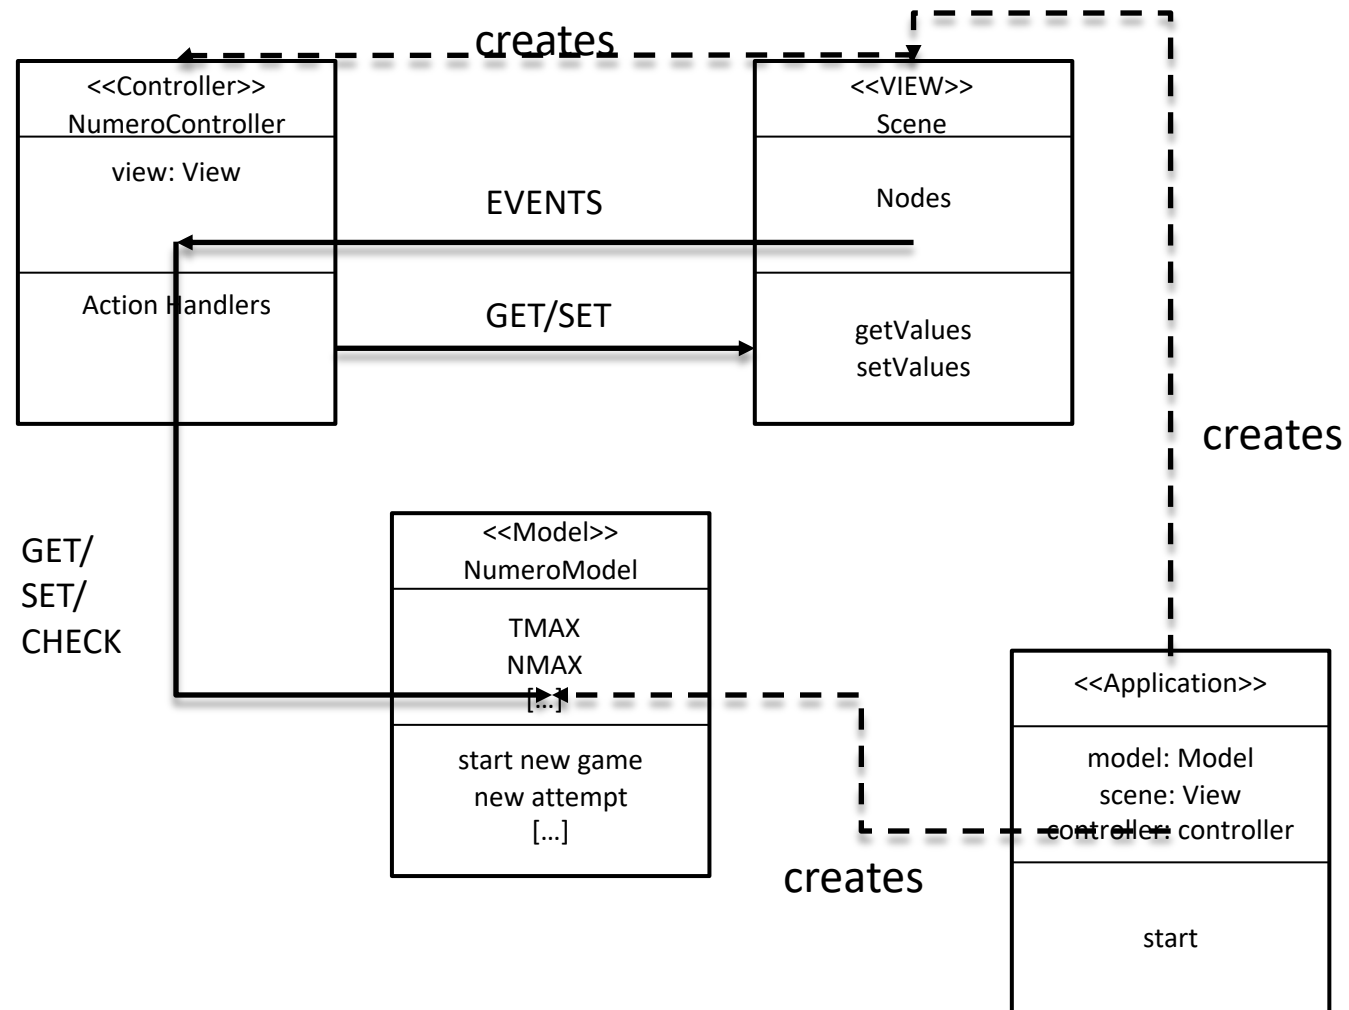 creates
<<Controller>>
NumeroController
view: View
Action Handlers
EVENTS
GET/SET
<<VIEW>>
Scene
Nodes
getValues
setValues
creates
GET/
SET/
CHECK
<<Model>>
NumeroModel
TMAX
NMAX
[…]
start new game
new attempt
[…]
creates
<<Application>>
model: Model
scene: View
controller: controller
start